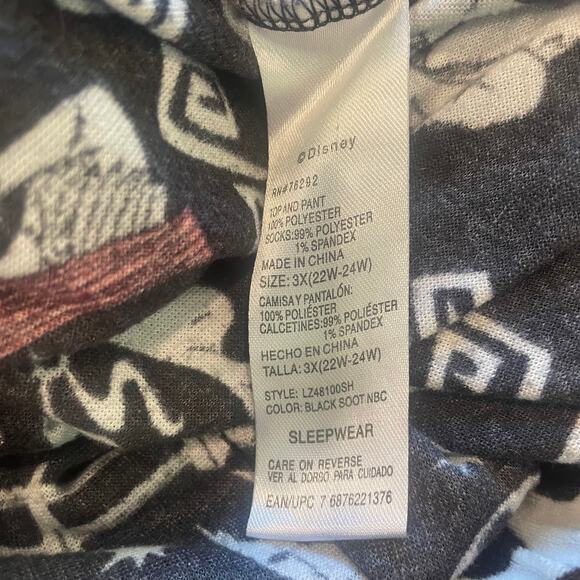 ©Disney
RN#76292
TOP AND PANT
100% POLYESTER
SOCKS:99% POLYESTER
1% SPANDEX
MADE IN CHINA
SIZE: 3X(22W-24W)
CAMISA Y PANTALÓN:
100% POLIÉSTER
CALCETINES:99% POLIÉSTER
1% SPANDEX
HECHO EN CHINA
TALLA: 3X(22W-24W)
STYLE: LZ48100SH
COLOR: BLACK SOOT NBC
SLEEPWEAR
CARE ON REVERSE
VER AL DORSO PARA CUIDADO
EAN/UPC 7 6876221376